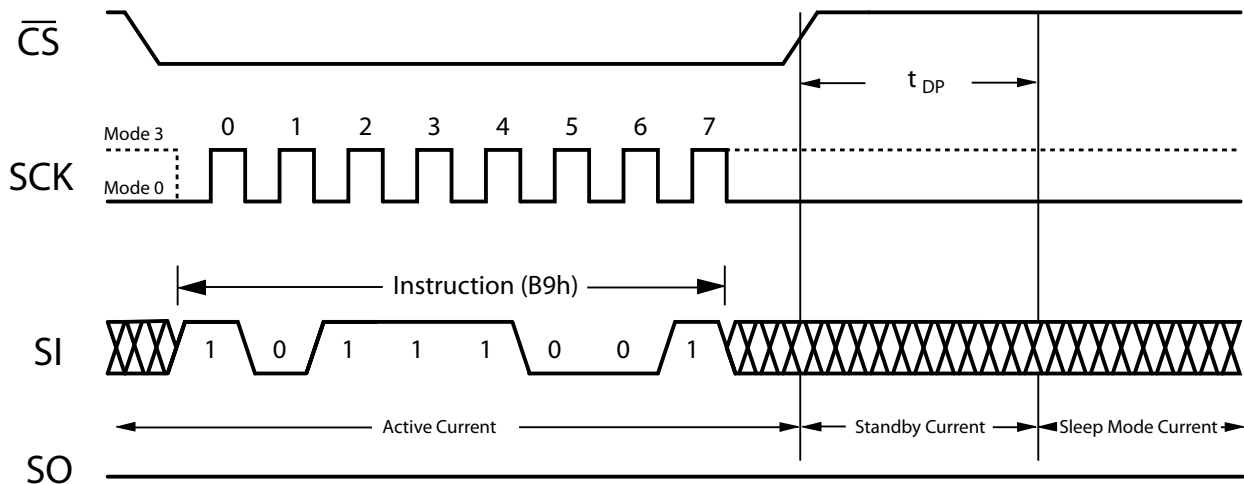 CS
t DP
Mode 3
0 1 2 3 4 5 6 7
SCK
Mode 0
Instruction (B9h)
SI
1 0 1 1 1 0 0 1
Active Current
Standby Current
Sleep Mode Current
SO